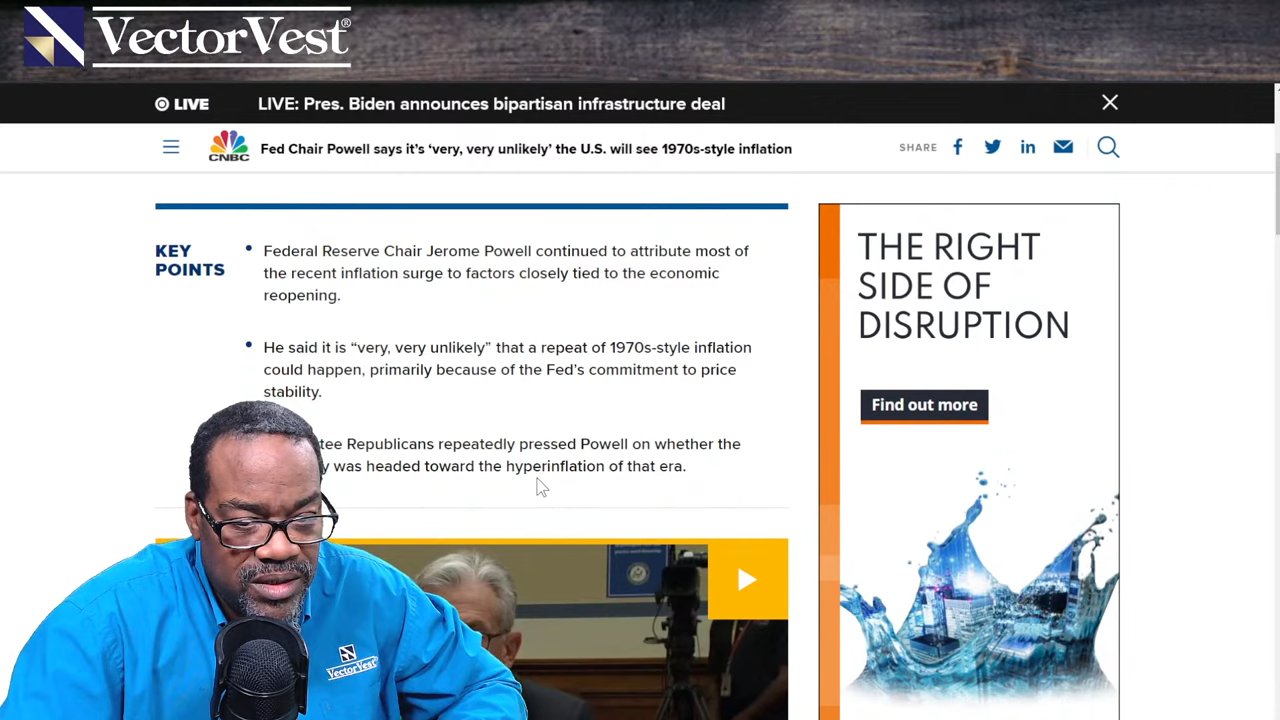 VectorVest®
LIVE
LIVE: Pres. Biden announces bipartisan infrastructure deal
CNBC
Fed Chair Powell says it's ‘very, very unlikely’ the U.S. will see 1970s-style inflation
SHARE
KEY
POINTS
Federal Reserve Chair Jerome Powell continued to attribute most of
the recent inflation surge to factors closely tied to the economic
reopening.
He said it is “very, very unlikely” that a repeat of 1970s-style inflation
could happen, primarily because of the Fed’s commitment to price
stability.
Republicans repeatedly pressed Powell on whether the
was headed toward the hyperinflation of that era.
THE RIGHT
SIDE OF
DISRUPTION
Find out more
VectorVest